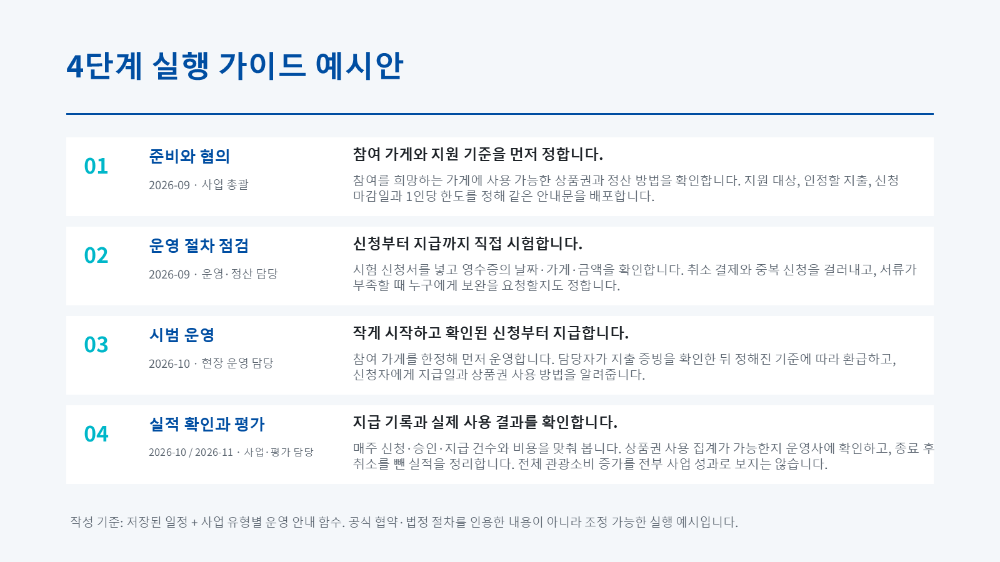 4단계 실행 가이드 예시안
01
준비와 협의
2026-09 · 사업 총괄
참여 가게와 지원 기준을 먼저 정합니다.
참여를 희망하는 가게에 사용 가능한 상품권과 정산 방법을 확인합니다. 지원 대상, 인정할 지출, 신청
마감일과 1인당 한도를 정해 같은 안내문을 배포합니다.
02
운영 절차 점검
2026-09 · 운영·정산 담당
신청부터 지급까지 직접 시험합니다.
시험 신청서를 넣고 영수증의 날짜·가게·금액을 확인합니다. 취소 결제와 중복 신청을 걸러내고, 서류가
부족할 때 누구에게 보완을 요청할지도 정합니다.
03
시범 운영
2026-10 · 현장 운영 담당
작게 시작하고 확인된 신청부터 지급합니다.
참여 가게를 한정해 먼저 운영합니다. 담당자가 지출 증빙을 확인한 뒤 정해진 기준에 따라 환급하고,
신청자에게 지급일과 상품권 사용 방법을 알려줍니다.
04
실적 확인과 평가
2026-10 / 2026-11 · 사업·평가 담당
지급 기록과 실제 사용 결과를 확인합니다.
매주 신청·승인·지급 건수와 비용을 맞춰 봅니다. 상품권 사용 집계가 가능한지 운영사에 확인하고, 종료 후
취소를 뺀 실적을 정리합니다. 전체 관광소비 증가를 전부 사업 성과로 보지는 않습니다.
작성 기준: 저장된 일정 + 사업 유형별 운영 안내 함수. 공식 협약·법정 절차를 인용한 내용이 아니라 조정 가능한 실행 예시입니다.